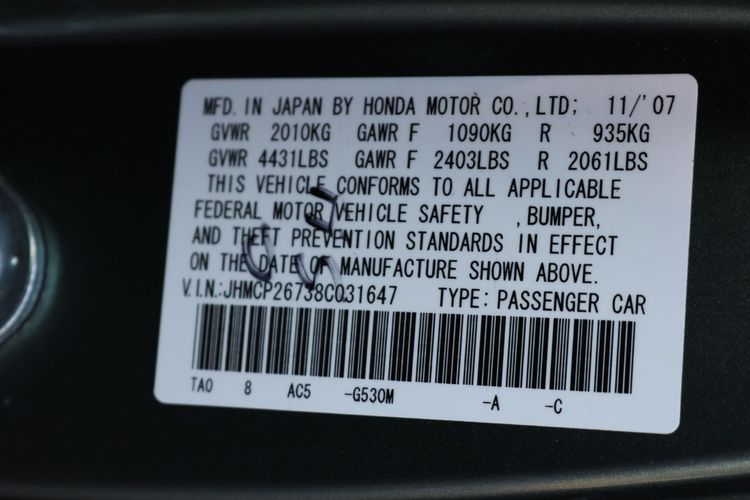 MFD. IN JAPAN BY HONDA MOTOR CO.,LTD; 11/'07
GVWR 2010KG GAWR F 1090KG R 935KG
GVWR 4431LBS GAWR F 2403LBS R 2061LBS
THIS VEHICLE CONFORMS TO ALL APPLICABLE
FEDERAL MOTOR VEHICLE SAFETY , BUMPER,
AND THEFT PREVENTION STANDARDS IN EFFECT
ON THE DATE OF MANUFACTURE SHOWN ABOVE.
V.I.N.:JHMCP26738C031647 TYPE: PASSENGER CAR
TA0 8 AC5 -G530M -A -C